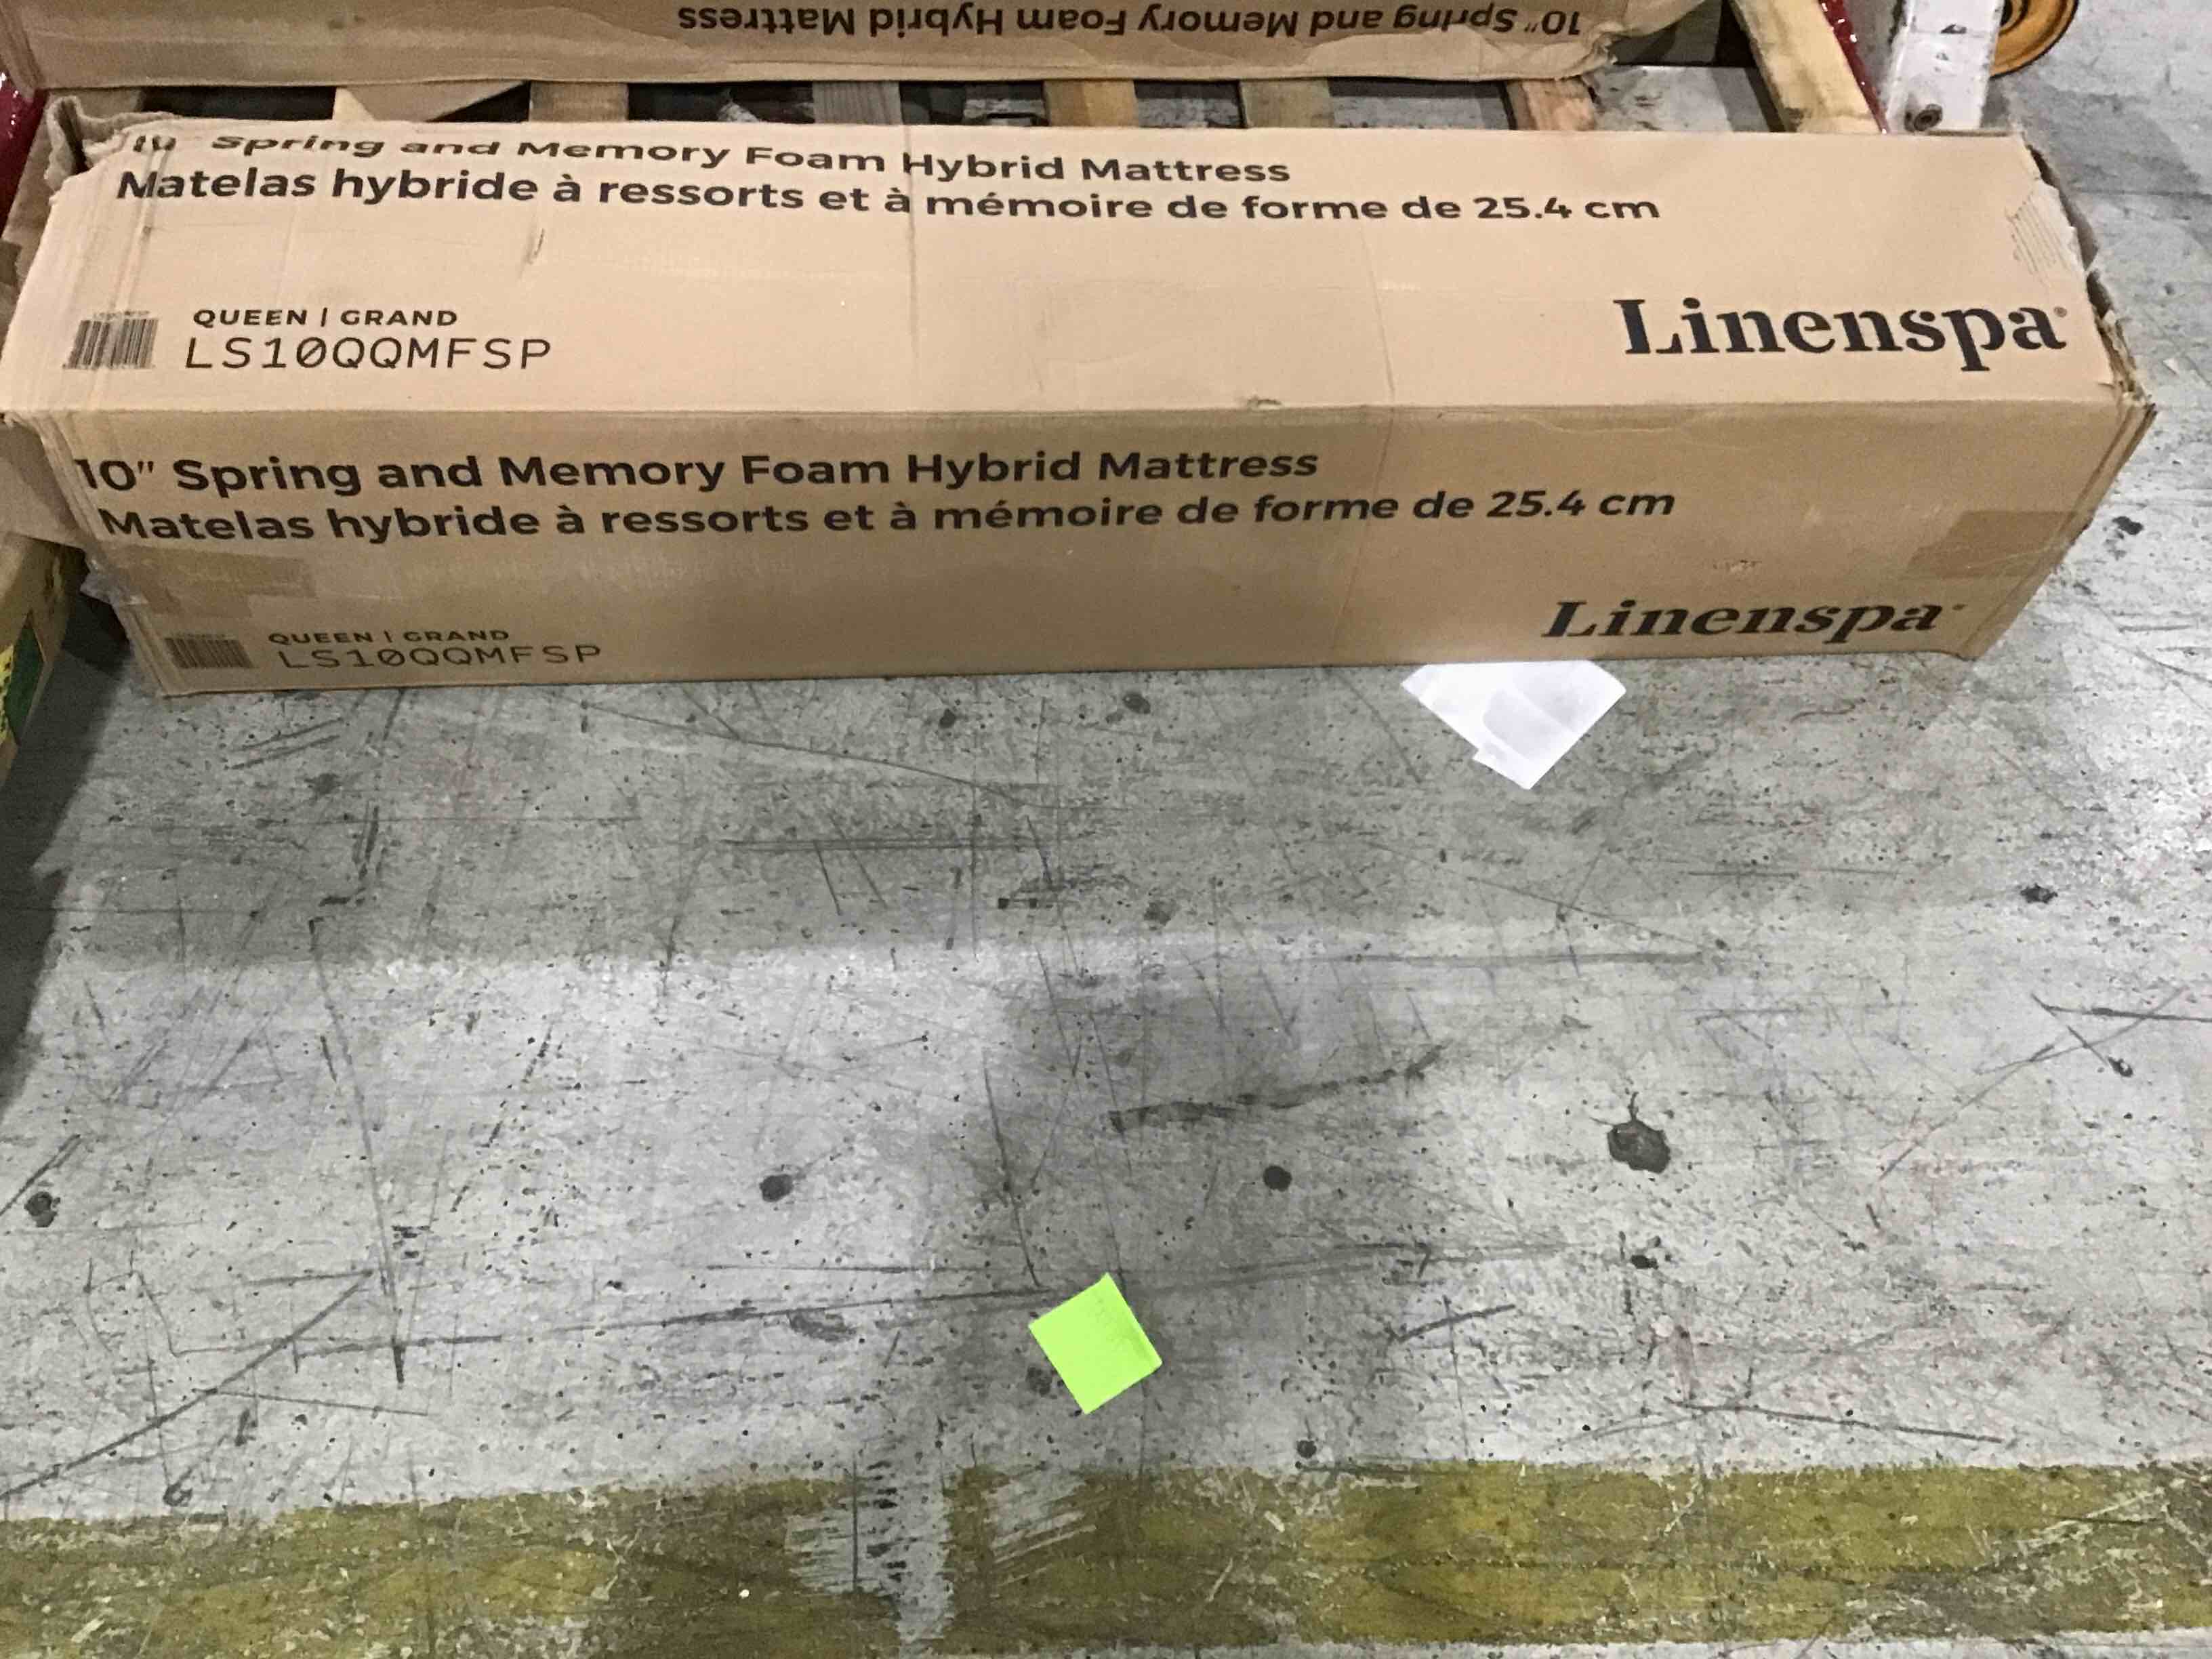 10" Spring and Memory Foam Hybrid Mattress
10" Spring and Memory Foam Hybrid Mattress
Matelas hybride à ressorts et à mémoire de forme de 25.4 cm
QUEEN | GRAND
LS10QQMFSP
Linenspa
10" Spring and Memory Foam Hybrid Mattress
Matelas hybride à ressorts et à mémoire de forme de 25.4 cm
QUEEN | GRAND
LS10QQMFSP
Linenspa